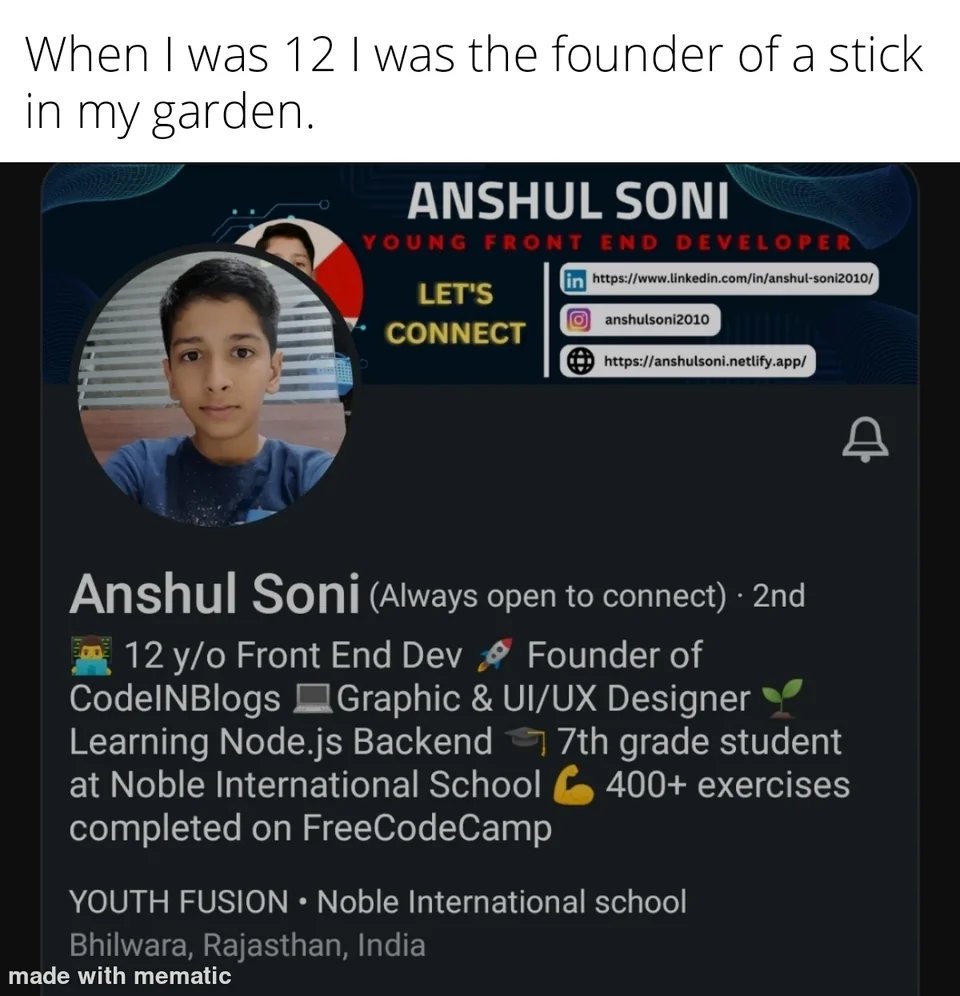 When I was 12 I was the founder of a stick
in my garden.
ANSHUL SONI
YOUNG FRONT END DEVELOPER
LET'S
CONNECT
in https://www.linkedin.com/in/anshul-soni2010/
anshulsoni2010
https://anshulsoni.netlify.app/
Anshul Soni (Always open to connect) · 2nd
👨‍💻 12 y/o Front End Dev 🚀 Founder of
CodeINBlogs 💻Graphic & UI/UX Designer 🌱
Learning Node.js Backend 🎓 7th grade student
at Noble International School 💪 400+ exercises
completed on FreeCodeCamp
YOUTH FUSION • Noble International school
Bhilwara, Rajasthan, India
made with mematic